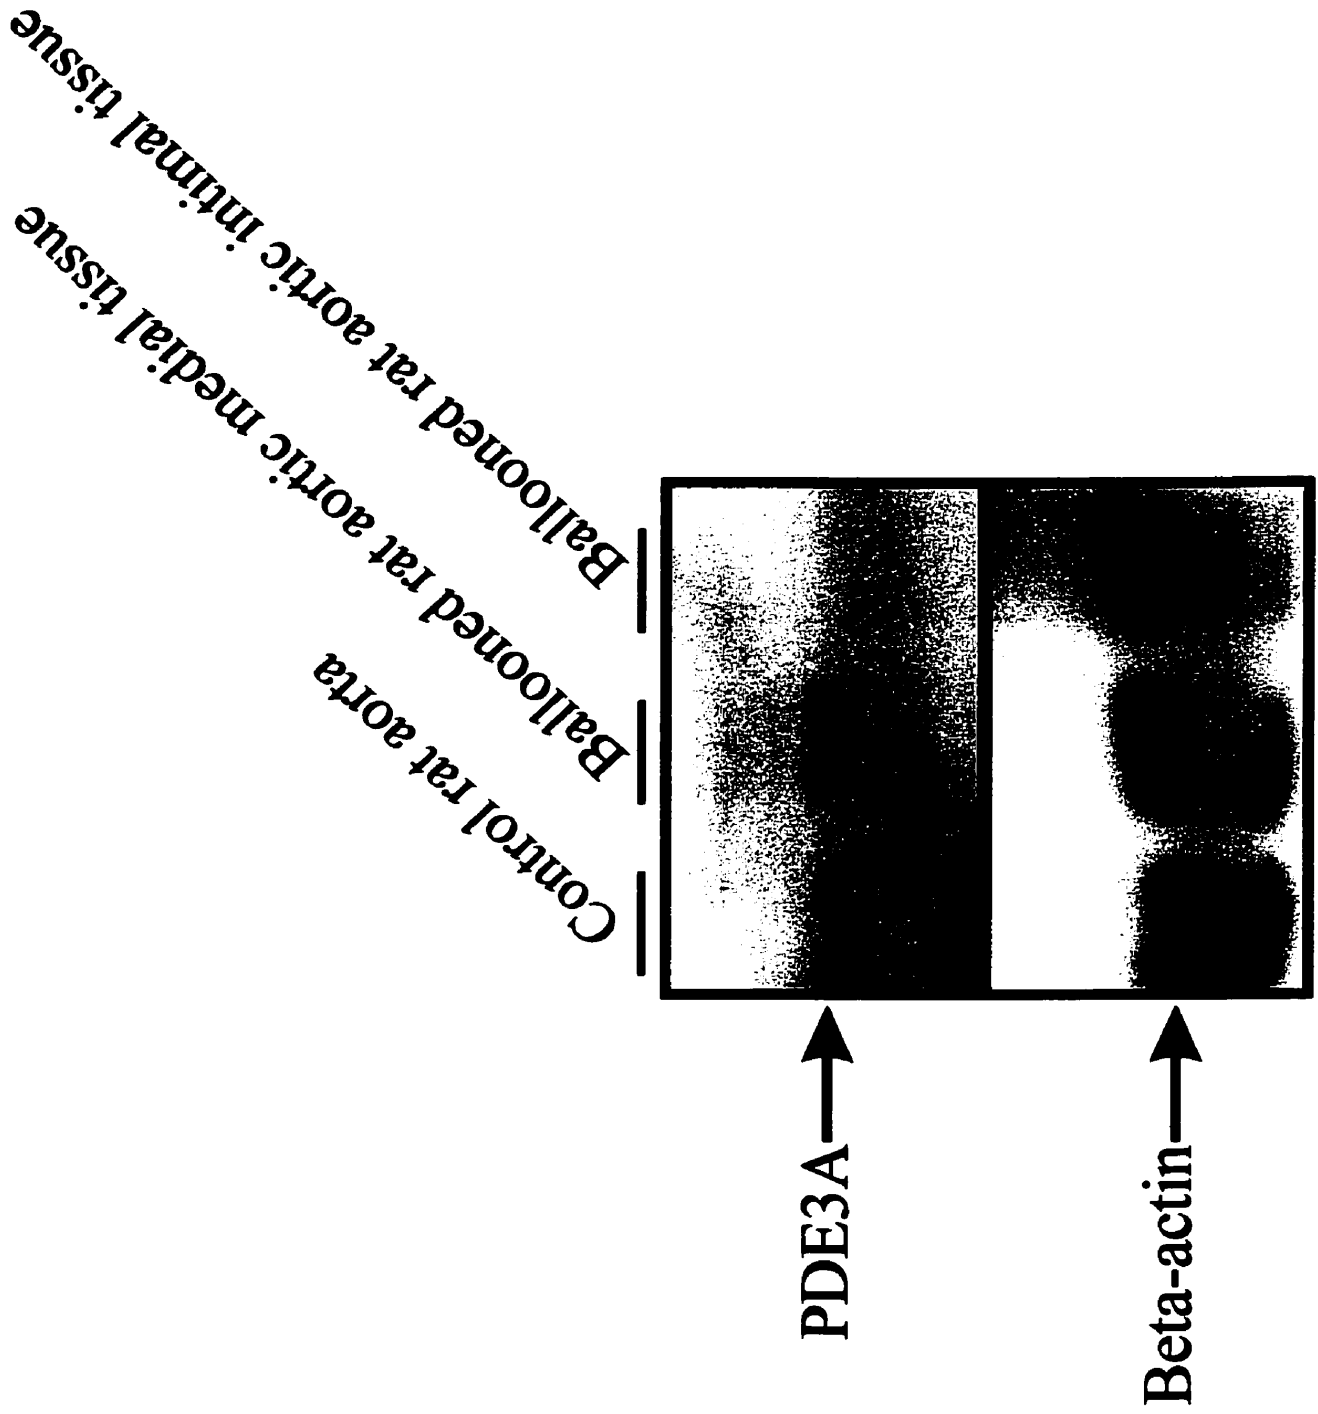 Control rat aorta
Ballooned rat aortic medial tissue
Ballooned rat aortic intimal tissue
PDE3A
Beta-actin